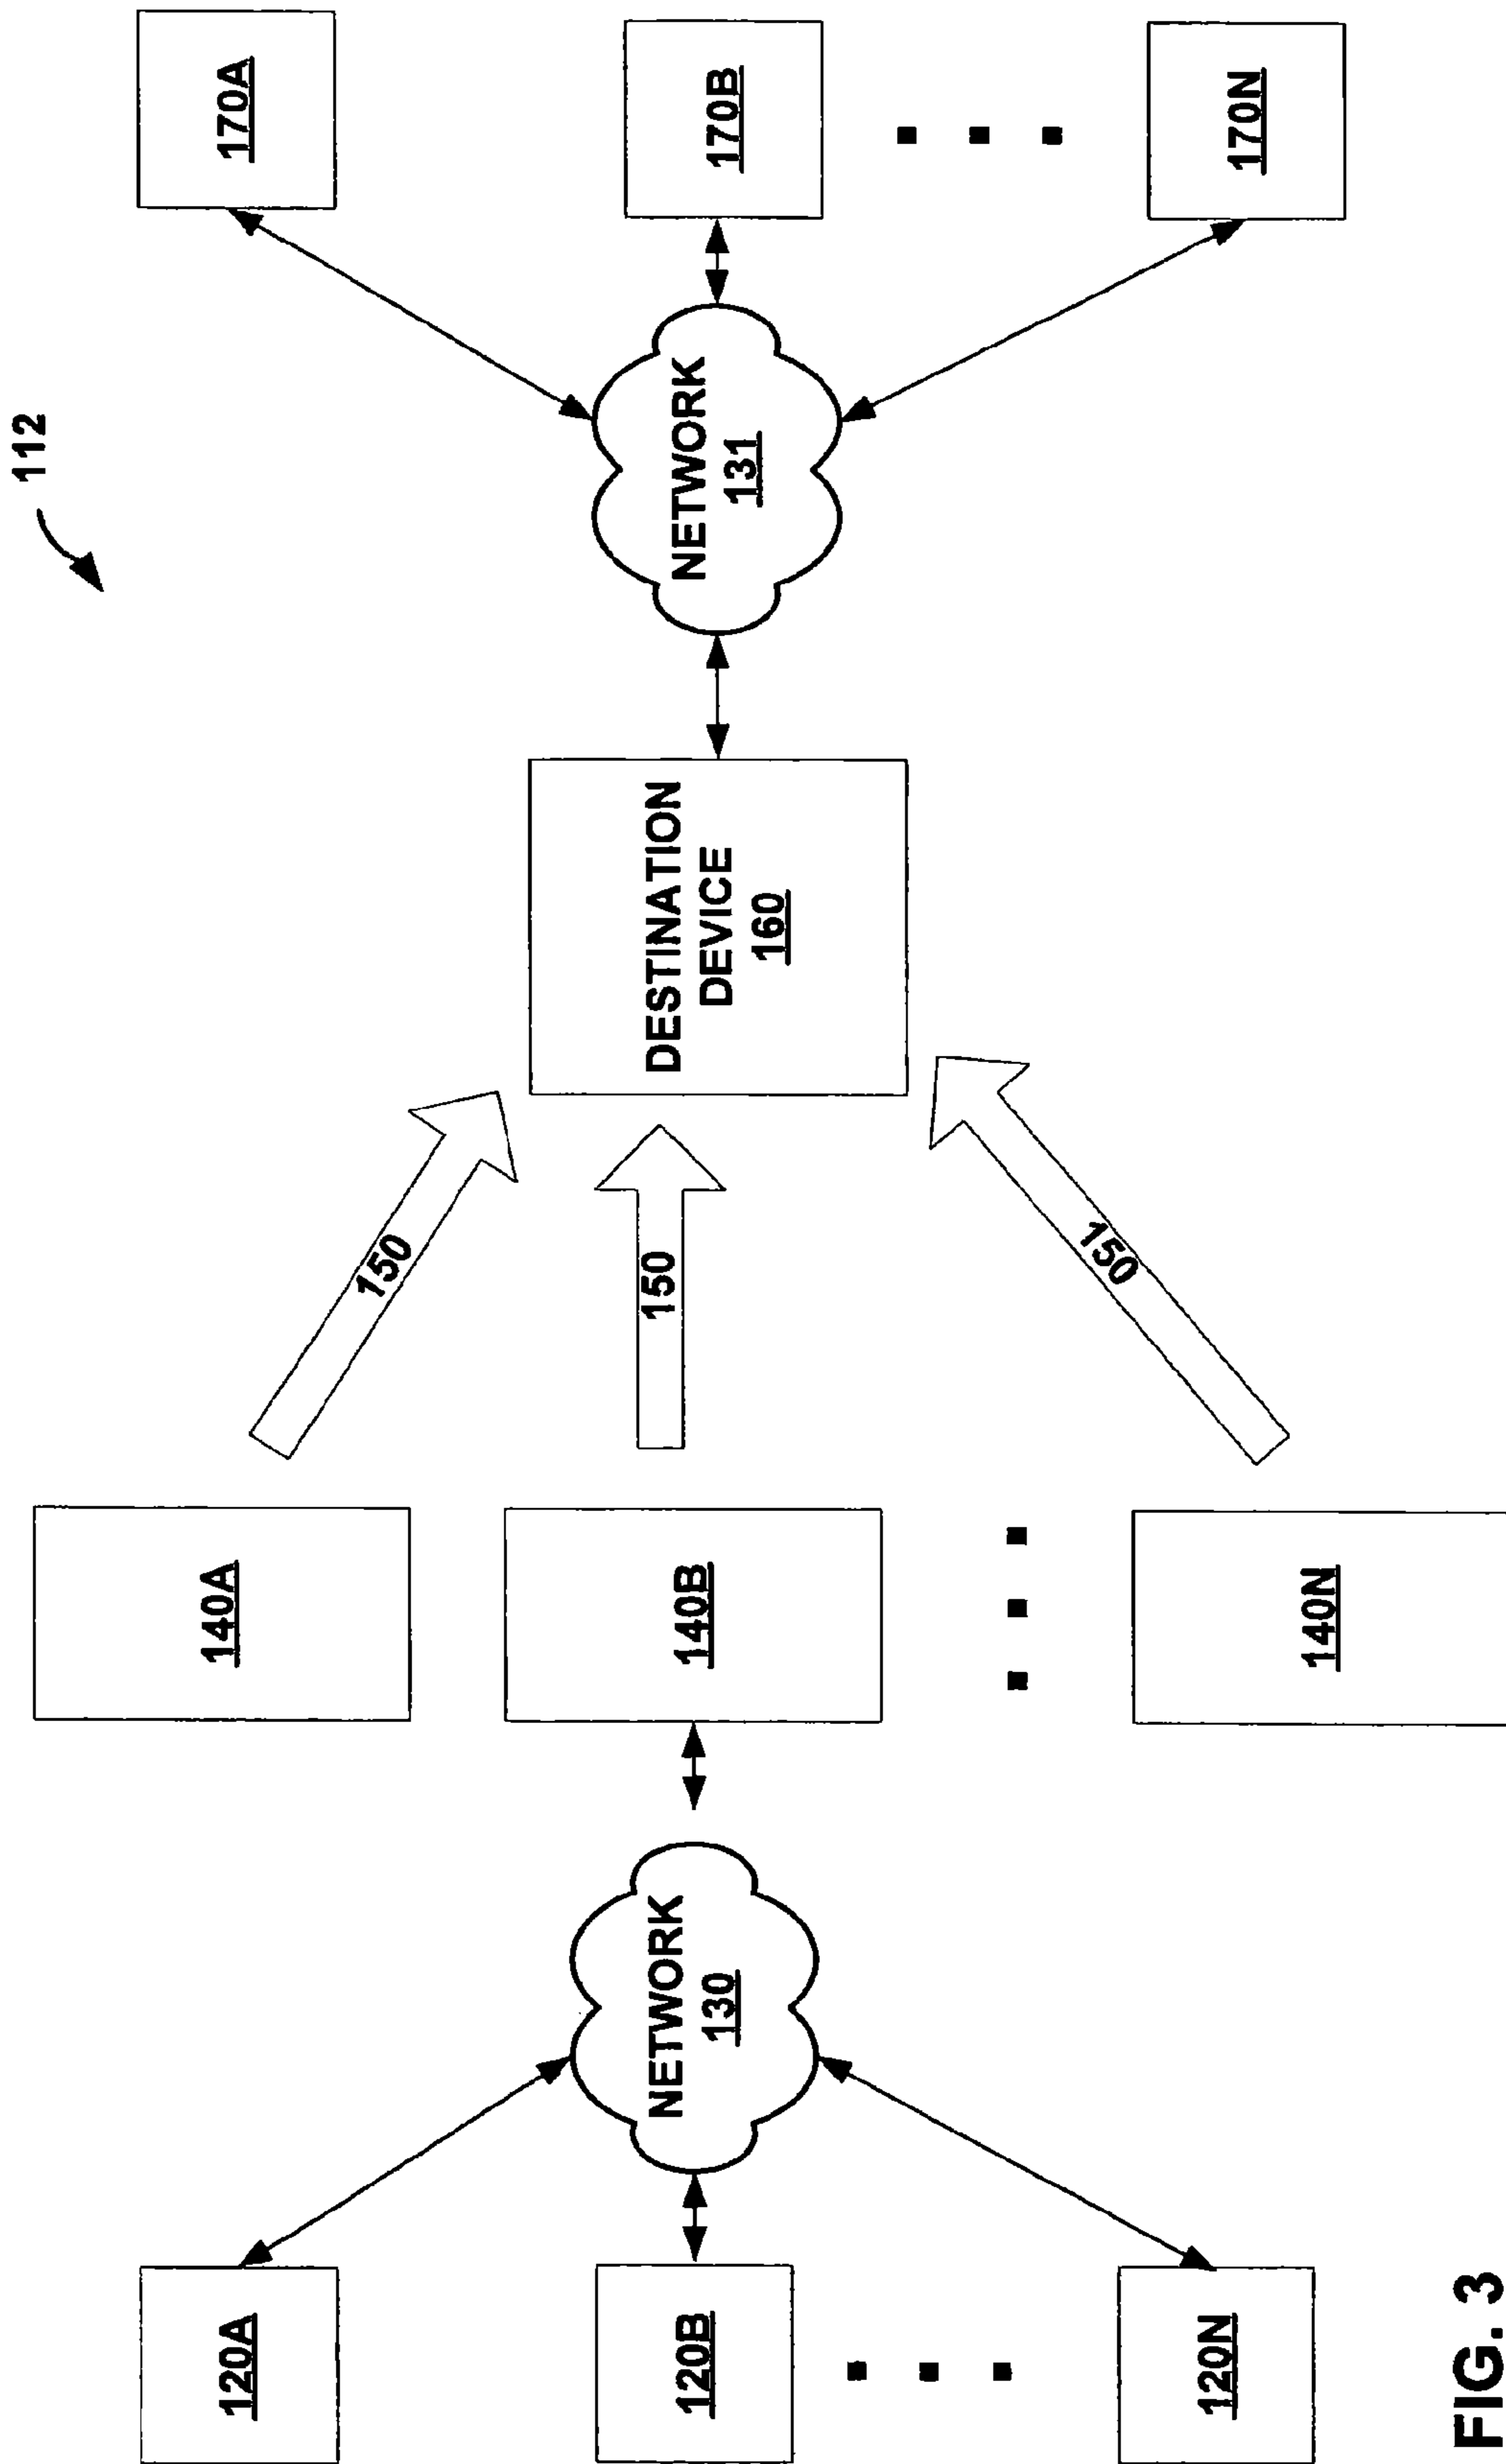 112
120A
120B
120N
NETWORK
130
140A
140B
140N
150
150
150
DESTINATION
DEVICE
160
NETWORK
131
170A
170B
170N
FIG. 3